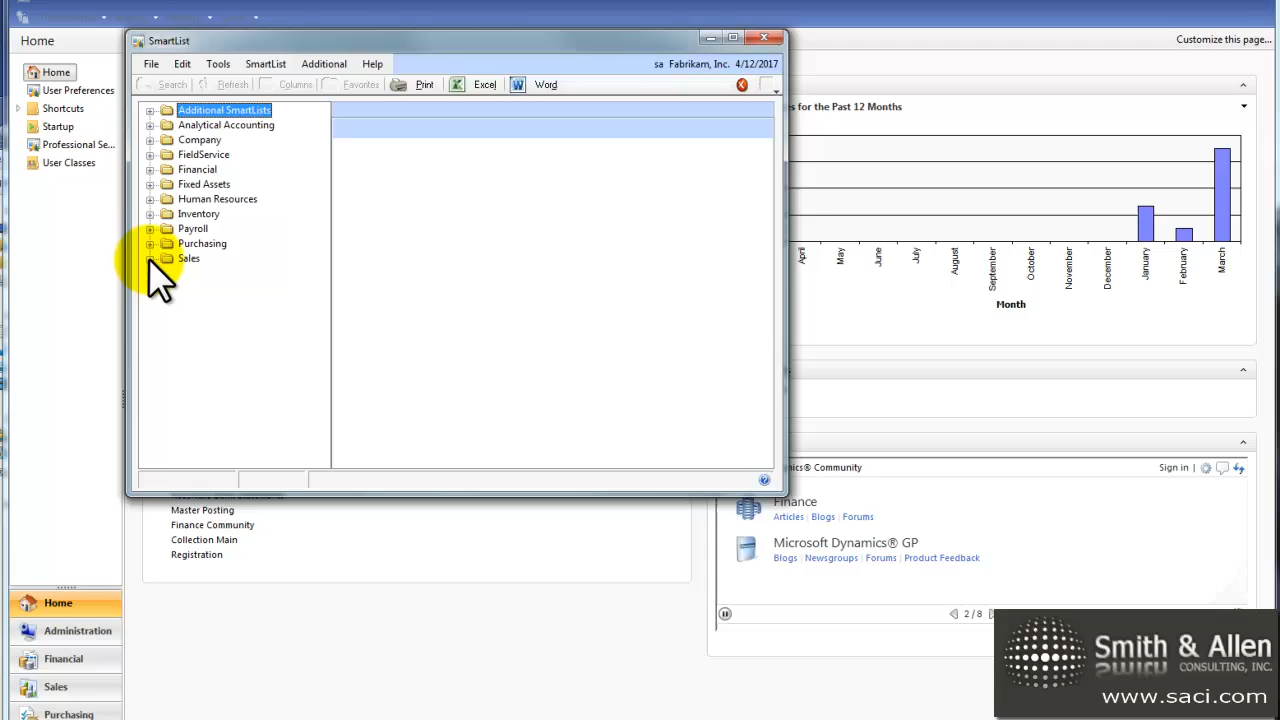 Home
Customize this page...
SmartList
File Edit Tools SmartList Additional Help
sa Fabrikam, Inc. 4/12/2017
Search Refresh Columns Favorites Print Excel Word
Home
User Preferences
Shortcuts
Startup
Professional Se...
User Classes
Additional SmartLists
Analytical Accounting
Company
FieldService
Financial
Fixed Assets
Human Resources
Inventory
Payroll
Purchasing
Sales
es for the Past 12 Months
April
May
June
July
August
September
October
November
December
January
February
March
Month
Master Posting
Finance Community
Collection Main
Registration
mics® Community
Sign in
Finance
Articles Blogs Forums
Microsoft Dynamics® GP
Blogs Newsgroups Forums Product Feedback
2 / 8
Home
Administration
Financial
Sales
Purchasing
Smith & Allen
CONSULTING, INC.
www.saci.com